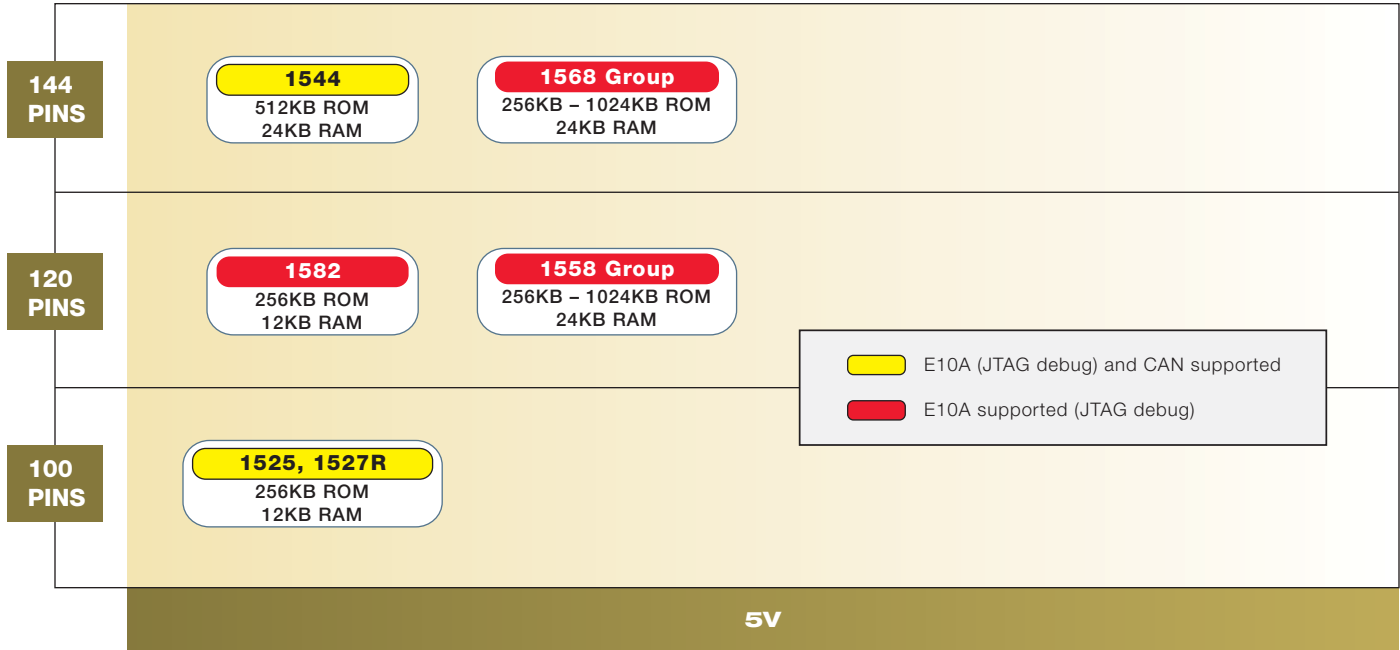 144
PINS
1544
512KB ROM
24KB RAM
1568 Group
256KB – 1024KB ROM
24KB RAM
120
PINS
1582
256KB ROM
12KB RAM
1558 Group
256KB – 1024KB ROM
24KB RAM
E10A (JTAG debug) and CAN supported
E10A supported (JTAG debug)
100
PINS
1525, 1527R
256KB ROM
12KB RAM
5V